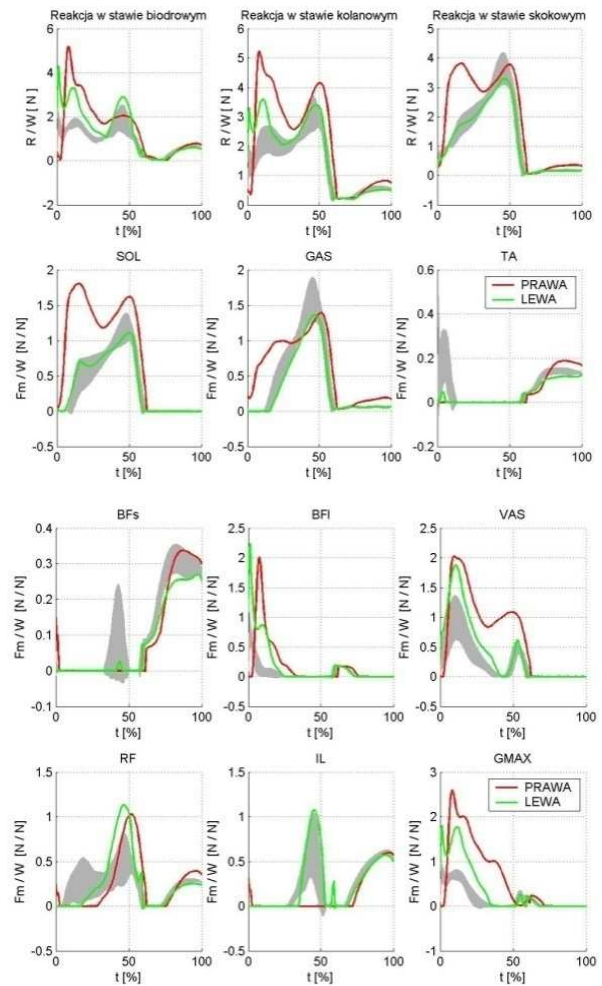 Reakcja w stawie biodrowym
Reakcja w stawie kolanowym
Reakcja w stawie skokowym
R / W [ N ]
6
4
2
0
-2
0 50 100
t [%]
R / W [ N ]
6
5
4
3
2
1
0
-1
0 50 100
t [%]
R / W [ N ]
5
4
3
2
1
0
-1
0 50 100
t [%]
SOL
GAS
TA
Fm / W [N / N]
2
1.5
1
0.5
0
-0.5
0 50 100
t [%]
Fm / W [N / N]
2
1.5
1
0.5
0
-0.5
0 50 100
t [%]
Fm / W [N / N]
0.6
0.4
0.2
0
-0.2
PRAWA
LEWA
0 50 100
t [%]
BFs
BFl
VAS
Fm / W [N / N]
0.4
0.3
0.2
0.1
0
-0.1
0 50 100
t [%]
Fm / W [N / N]
2.5
2
1.5
1
0.5
0
-0.5
0 50 100
t [%]
Fm / W [N / N]
2.5
2
1.5
1
0.5
0
-0.5
0 50 100
t [%]
RF
IL
GMAX
Fm / W [N / N]
1.5
1
0.5
0
-0.5
0 50 100
t [%]
Fm / W [N / N]
1.5
1
0.5
0
-0.5
0 50 100
t [%]
Fm / W [N / N]
3
2
1
0
-1
PRAWA
LEWA
0 50 100
t [%]